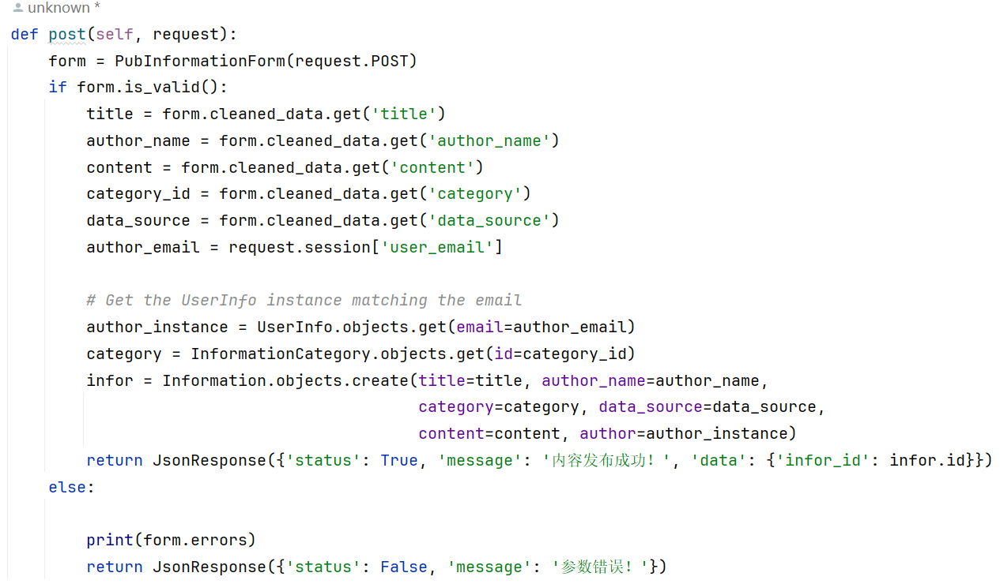 unknown *
def post(self, request):
    form = PubInformationForm(request.POST)
    if form.is_valid():
        title = form.cleaned_data.get('title')
        author_name = form.cleaned_data.get('author_name')
        content = form.cleaned_data.get('content')
        category_id = form.cleaned_data.get('category')
        data_source = form.cleaned_data.get('data_source')
        author_email = request.session['user_email']

        # Get the UserInfo instance matching the email
        author_instance = UserInfo.objects.get(email=author_email)
        category = InformationCategory.objects.get(id=category_id)
        infor = Information.objects.create(title=title, author_name=author_name,
                                           category=category, data_source=data_source,
                                           content=content, author=author_instance)
        return JsonResponse({'status': True, 'message': '内容发布成功！', 'data': {'infor_id': infor.id}})
    else:

        print(form.errors)
        return JsonResponse({'status': False, 'message': '参数错误！'})